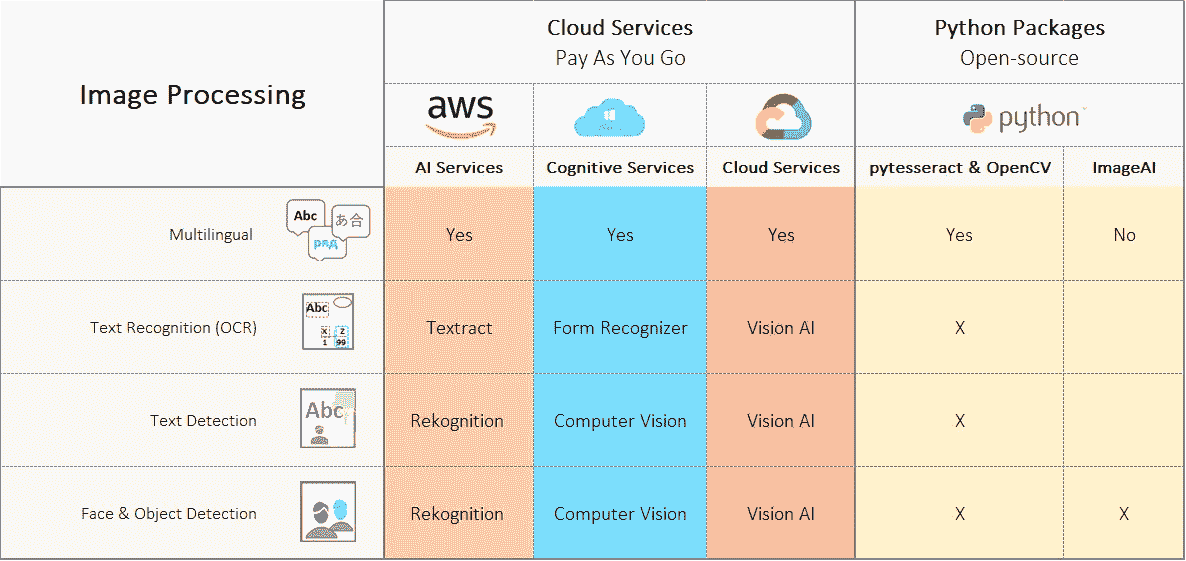 Image Processing
Cloud Services
Pay As You Go
Python Packages
Open-source
aws
python
AI Services
Cognitive Services
Cloud Services
pytesseract & OpenCV
ImageAI
Multilingual
Abc
あ合
Yes
Yes
Yes
Yes
No
Text Recognition (OCR)
Abc
X
Z
1
99
Textract
Form Recognizer
Vision AI
X
Text Detection
Abc
Rekognition
Computer Vision
Vision AI
X
Face & Object Detection
Rekognition
Computer Vision
Vision AI
X
X